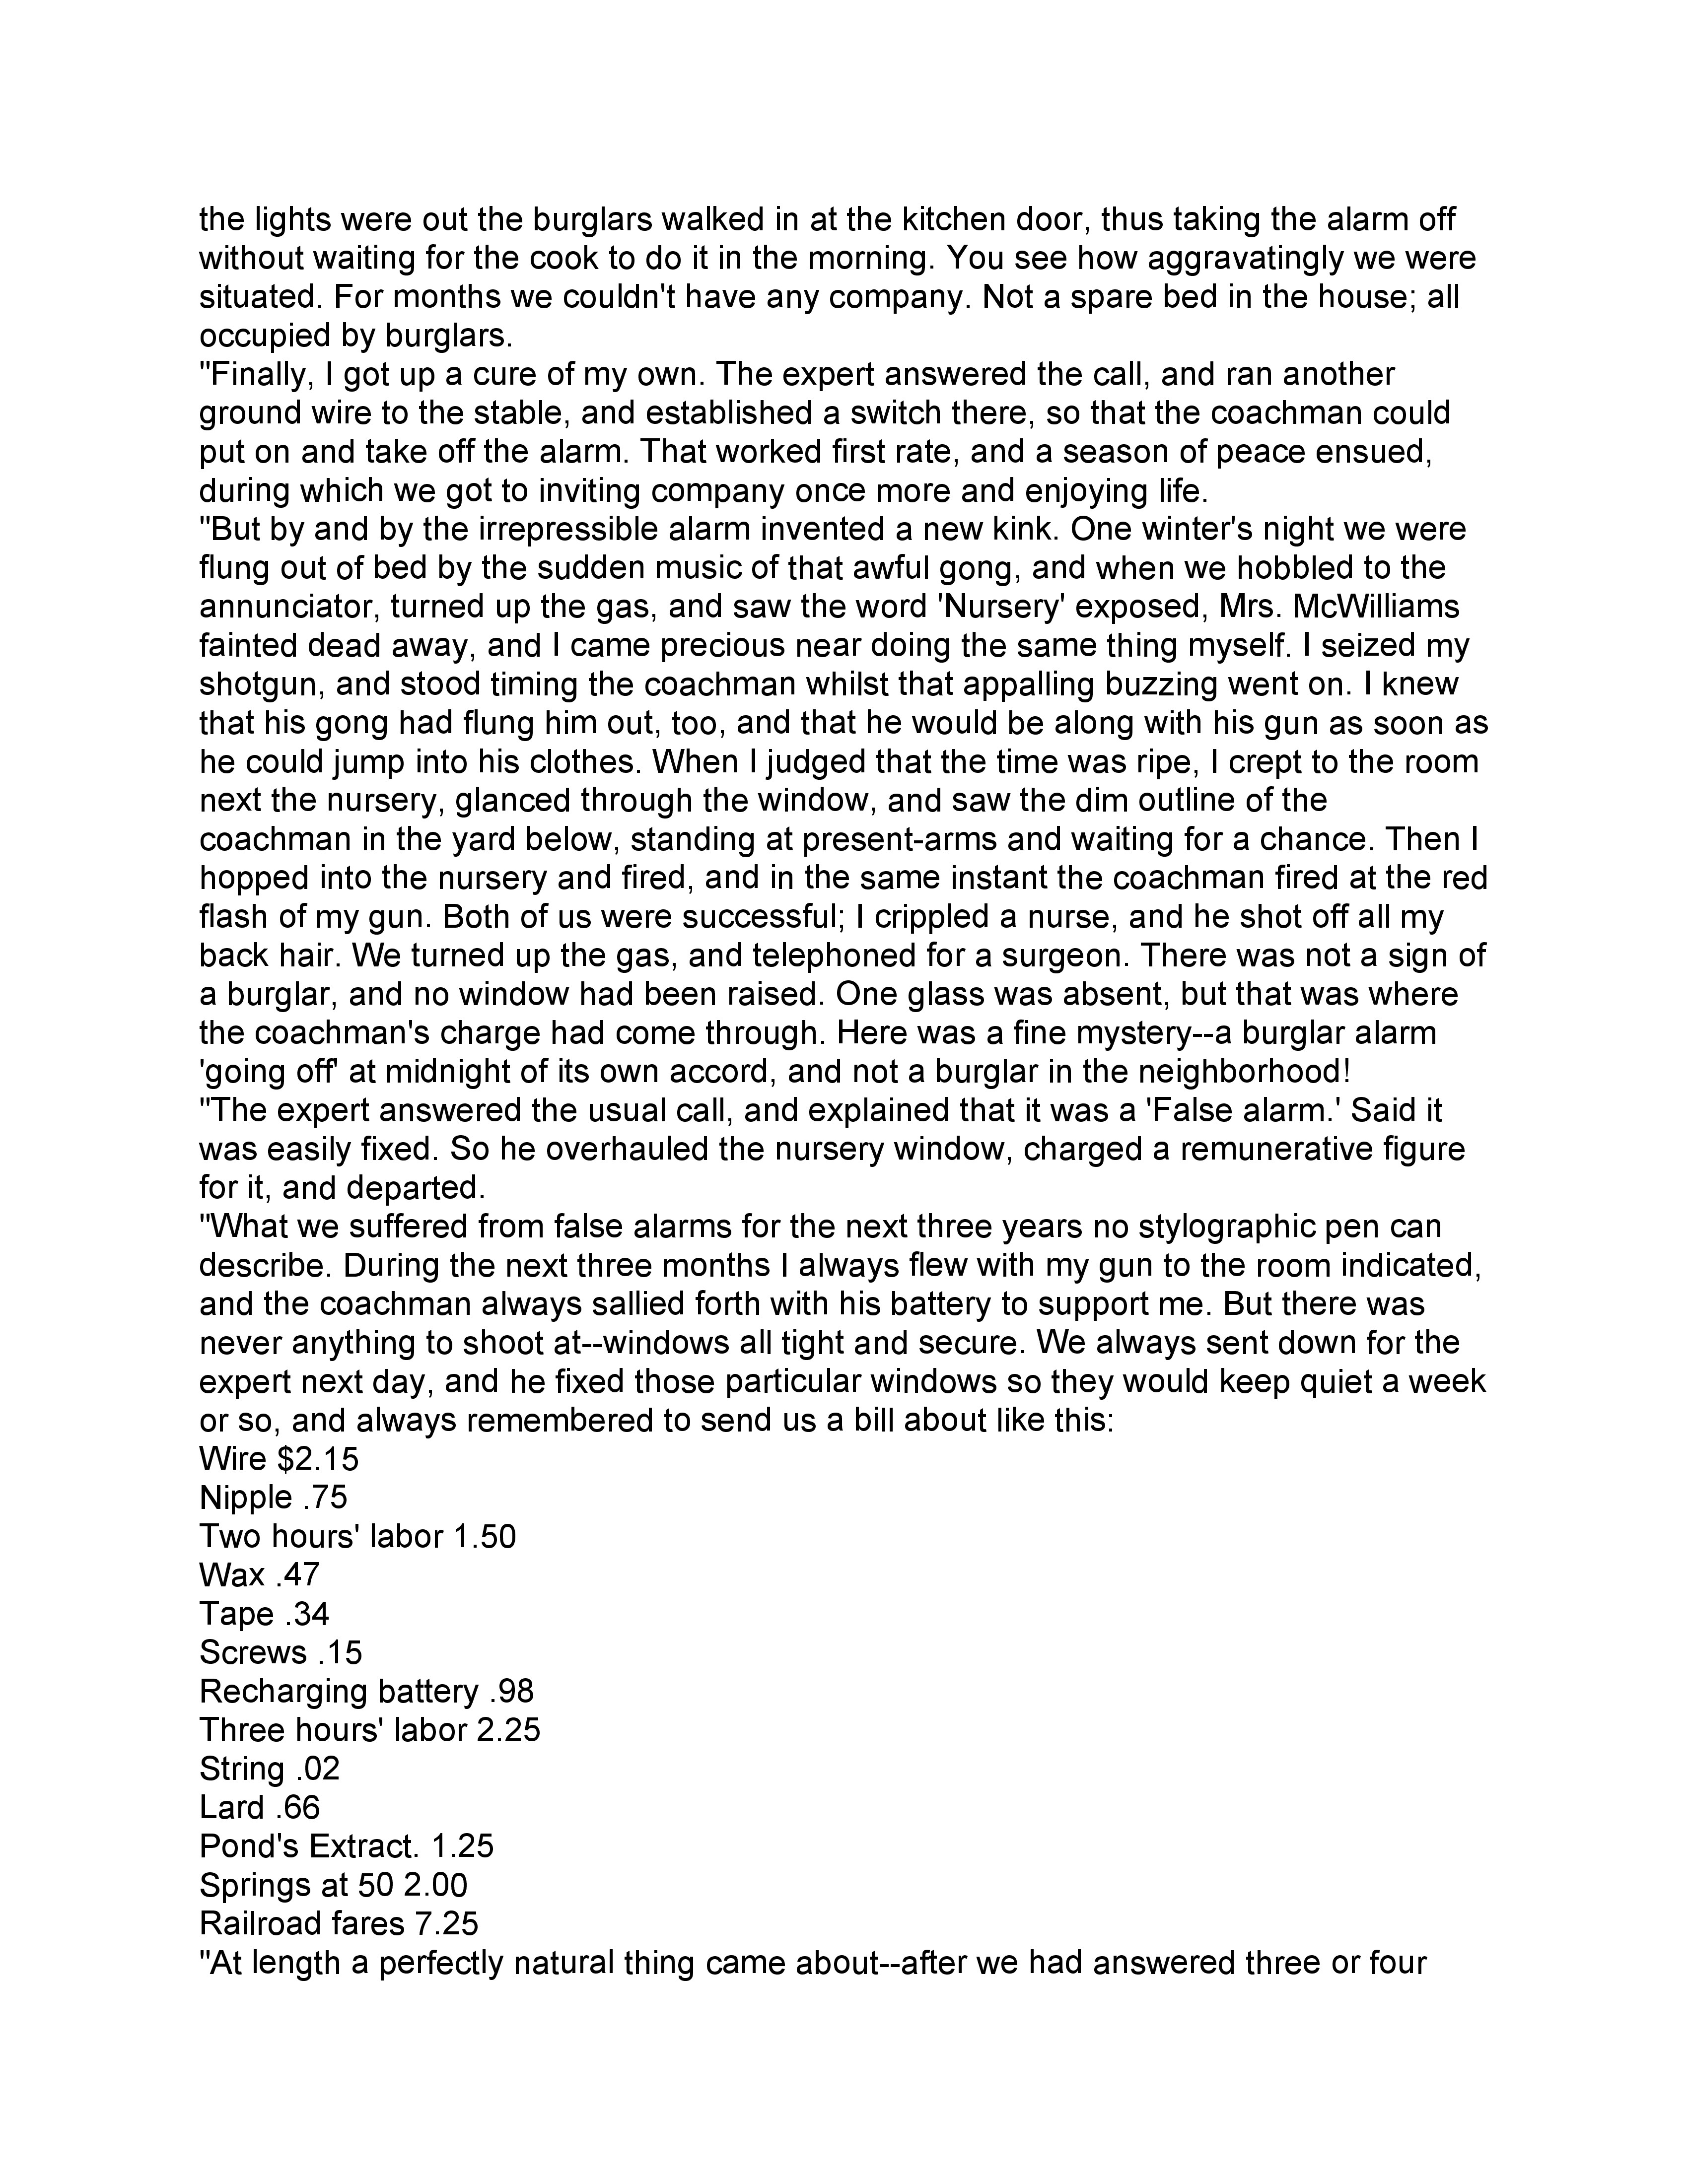 the lights were out the burglars walked in at the kitchen door, thus taking the alarm off
without waiting for the cook to do it in the morning. You see how aggravatingly we were
situated. For months we couldn't have any company. Not a spare bed in the house; all
occupied by burglars.
"Finally, I got up a cure of my own. The expert answered the call, and ran another
ground wire to the stable, and established a switch there, so that the coachman could
put on and take off the alarm. That worked first rate, and a season of peace ensued,
during which we got to inviting company once more and enjoying life.
"But by and by the irrepressible alarm invented a new kink. One winter's night we were
flung out of bed by the sudden music of that awful gong, and when we hobbled to the
annunciator, turned up the gas, and saw the word 'Nursery' exposed, Mrs. McWilliams
fainted dead away, and I came precious near doing the same thing myself. I seized my
shotgun, and stood timing the coachman whilst that appalling buzzing went on. I knew
that his gong had flung him out, too, and that he would be along with his gun as soon as
he could jump into his clothes. When I judged that the time was ripe, I crept to the room
next the nursery, glanced through the window, and saw the dim outline of the
coachman in the yard below, standing at present-arms and waiting for a chance. Then I
hopped into the nursery and fired, and in the same instant the coachman fired at the red
flash of my gun. Both of us were successful; I crippled a nurse, and he shot off all my
back hair. We turned up the gas, and telephoned for a surgeon. There was not a sign of
a burglar, and no window had been raised. One glass was absent, but that was where
the coachman's charge had come through. Here was a fine mystery--a burglar alarm
'going off' at midnight of its own accord, and not a burglar in the neighborhood!
"The expert answered the usual call, and explained that it was a 'False alarm.' Said it
was easily fixed. So he overhauled the nursery window, charged a remunerative figure
for it, and departed.
"What we suffered from false alarms for the next three years no stylographic pen can
describe. During the next three months I always flew with my gun to the room indicated,
and the coachman always sallied forth with his battery to support me. But there was
never anything to shoot at--windows all tight and secure. We always sent down for the
expert next day, and he fixed those particular windows so they would keep quiet a week
or so, and always remembered to send us a bill about like this:
Wire $2.15
Nipple .75
Two hours' labor 1.50
Wax .47
Tape .34
Screws .15
Recharging battery .98
Three hours' labor 2.25
String .02
Lard .66
Pond's Extract. 1.25
Springs at 50 2.00
Railroad fares 7.25
"At length a perfectly natural thing came about--after we had answered three or four